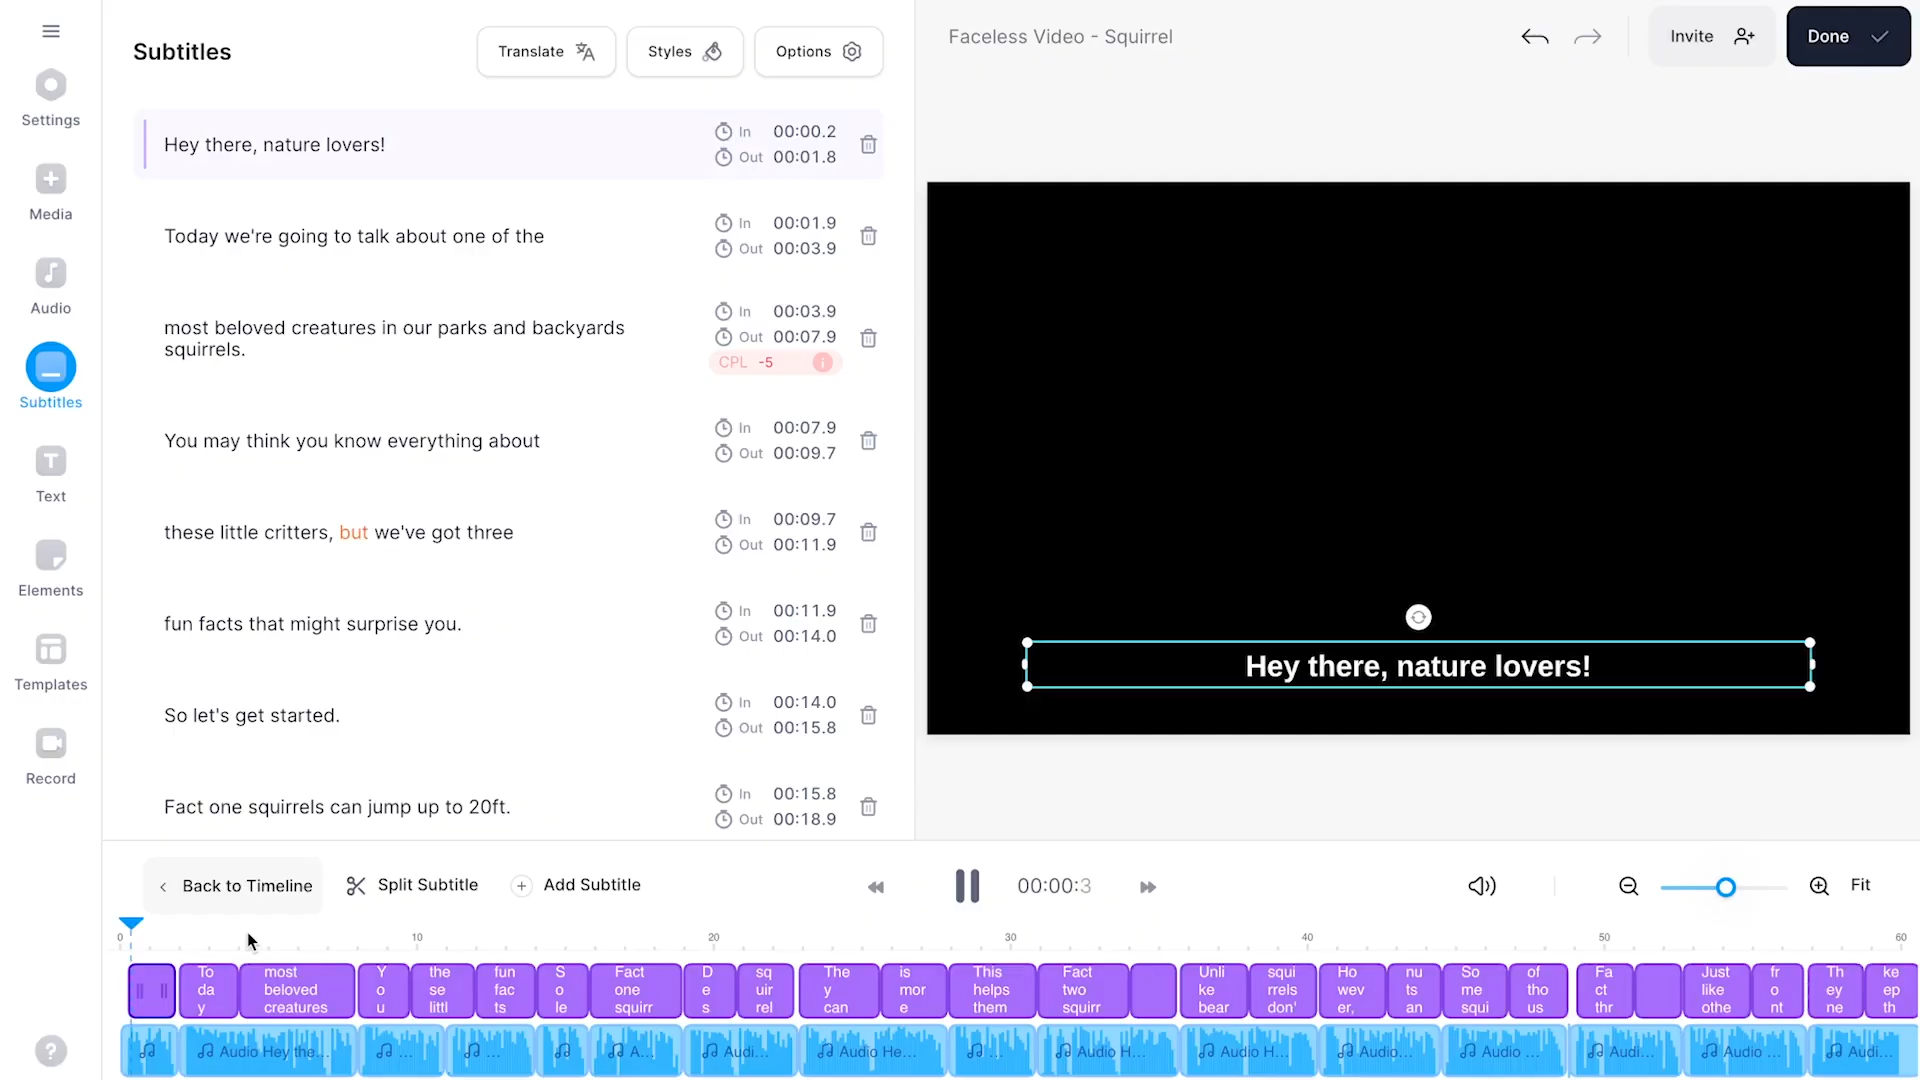 Settings
Media
Audio
Subtitles
Text
Elements
Templates
Record
?
Subtitles
Translate
Styles
Options
Hey there, nature lovers!
In 00:00.2
Out 00:01.8
Today we're going to talk about one of the
In 00:01.9
Out 00:03.9
most beloved creatures in our parks and backyards
squirrels.
In 00:03.9
Out 00:07.9
CPL -5
You may think you know everything about
In 00:07.9
Out 00:09.7
these little critters, but we've got three
In 00:09.7
Out 00:11.9
fun facts that might surprise you.
In 00:11.9
Out 00:14.0
So let's get started.
In 00:14.0
Out 00:15.8
Fact one squirrels can jump up to 20ft.
In 00:15.8
Out 00:18.9
Faceless Video - Squirrel
Invite
Done
Hey there, nature lovers!
Back to Timeline
Split Subtitle
Add Subtitle
00:00:3
Fit
0 10 20 30 40 50 60
To
da
y
most
beloved
creatures
Y
o
u
the
se
littl
fun
fac
ts
S
o
le
Fact
one
squirr
D
e
s
sq
uir
rel
The
y
can
is
mor
e
This
helps
them
Fact
two
squirr
Unli
ke
bear
squi
rrels
don'
Ho
wev
er,
nu
ts
an
So
me
squi
of
tho
us
Fa
ct
thr
Just
like
othe
fr
o
nt
Th
ey
ne
ke
ep
th
Audio Hey the...
...
...
A...
Audi...
Audio He...
...
Audio H...
Audio H...
Audio...
Audio ...
Audi...
Audio ...
Audi...